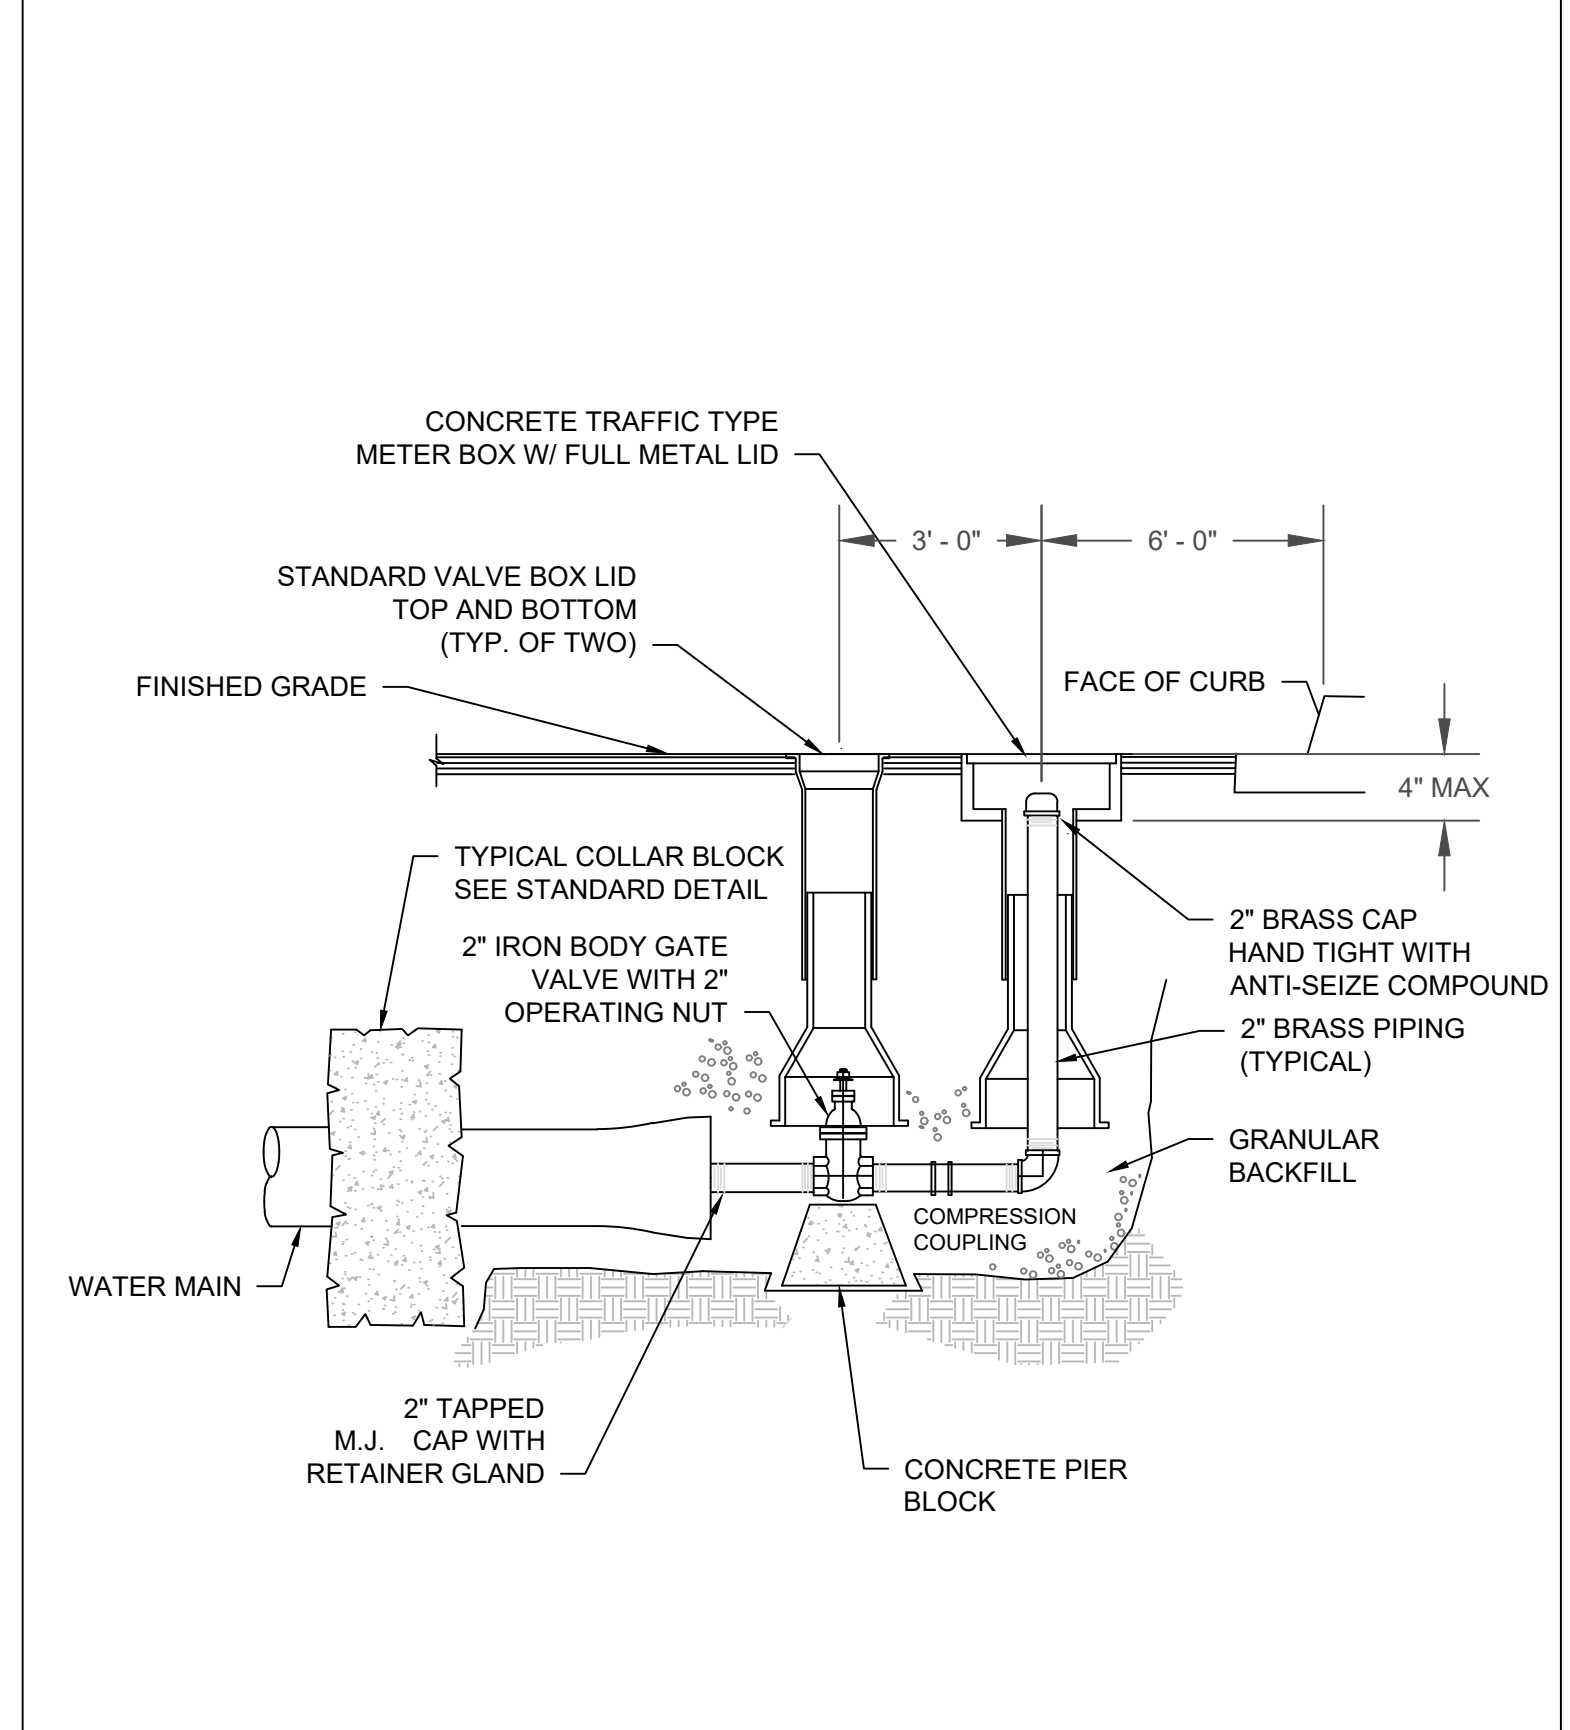 CONCRETE TRAFFIC TYPE
METER BOX W/ FULL METAL LID
3' - 0"
6' - 0"
STANDARD VALVE BOX LID
TOP AND BOTTOM
(TYP. OF TWO)
FINISHED GRADE
FACE OF CURB
4" MAX
TYPICAL COLLAR BLOCK
SEE STANDARD DETAIL
2" IRON BODY GATE
VALVE WITH 2"
OPERATING NUT
2" BRASS CAP
HAND TIGHT WITH
ANTI-SEIZE COMPOUND
2" BRASS PIPING
(TYPICAL)
GRANULAR
BACKFILL
COMPRESSION
COUPLING
WATER MAIN
2" TAPPED
M.J. CAP WITH
RETAINER GLAND
CONCRETE PIER
BLOCK